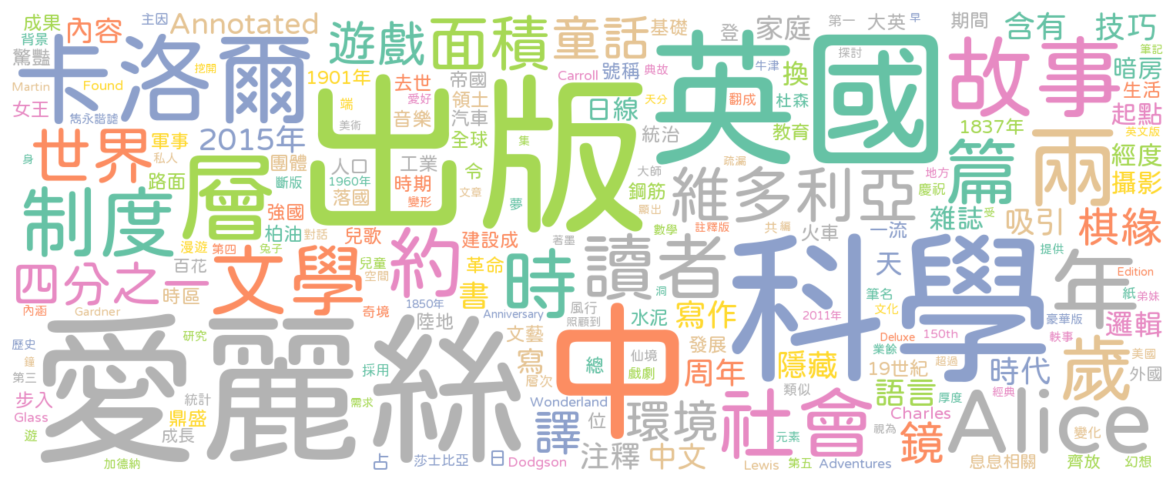 成果
主因
Annotated
遊戲
面積
童話
基礎
登
家庭
第一
大英
早
期間
含有
技巧
背景
內容
驚豔
挖開
卡洛爾
出版
英國
故事
探討
筆記
暗房
Martin
Found
1901年
去世
帝國
號稱
Carroll
典故
牛津
換
生活
女王
雋永諧謔
端
愛好
領土
汽車
日線
天分
翻成
杜森
起點
2015年
音樂
全球
美術
集
統治
教育
1837年
英文版
世界
軍事
團體
人口
工業
大師
疏漏
篇
兩
經度
身
私人
路面
斷版
1960年
時期
令
鋼筋
顯出
地方
慶祝
攝影
制度
層
強國
落國
變形
文章
夢
維多利亞
雜誌
受
棋緣
漫遊
第四
兔子
柏油
對話
兒歌
約
建設成
數學
註釋版
共
編
火車
一流
吸引
四分之一
百花
文學
兒童
空間
革命
時
著墨
讀者
科學
天
年
提供
內涵
Gardner
時區
奇境
書
1850年
Anniversary
洞
風行
照顧到
水泥
寫作
2011年
筆名
文化
紙
弟妹
Edition
歷史
研究
陸地
文藝
發展
豪華版
邏輯
愛麗絲
中
寫
層次
總
仙境
戲劇
周年
隱藏
Deluxe
150th
樂餘
軼事
鐘
第三
採用
19世紀
超過
時代
歲
美國
外國
步入
統計
需求
Wonderland
類似
語言
厚度
經典
Glass
鼎盛
譯
位
環境
社會
Charles
鏡
Alice
遊
成長
元素
視為
變化
加德納
占
莎士比亞
日
Dodgson
注釋
中文
Lewis
第五
Adventures
息息相關
齊放
幻想